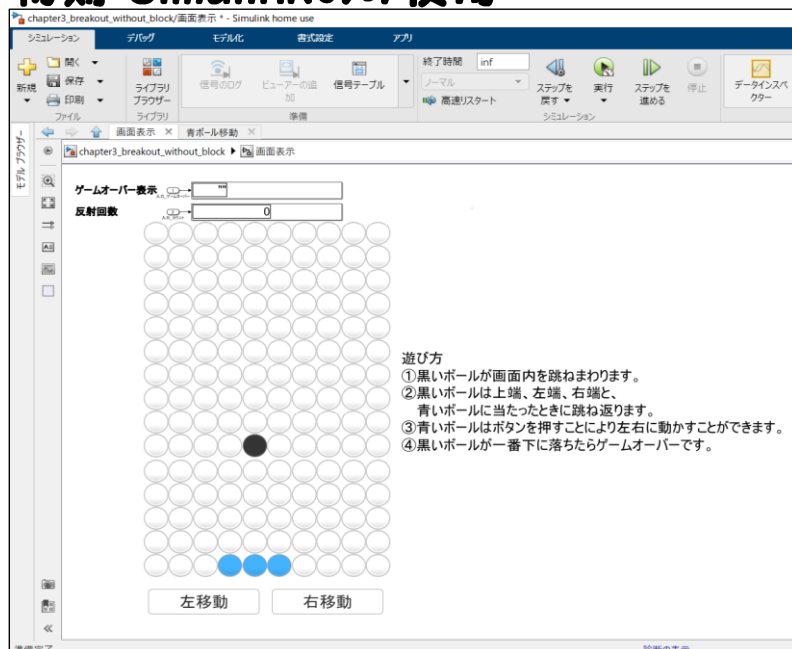 chapter3_breakout_without_block/画面表示 * - Simulink home use
シミュレーション デバッグ モデル化 書式設定 アプリ
新規 開く 保存 印刷 ファイル
ライブラリ ブラウザー ライブラリ
信号のログ ビューアーの追加 信号テーブル 準備
終了時間 inf
ノーマル
高速リスタート
ステップを戻す 実行 ステップを進める 停止 シミュレーション
データインスペクター
モデル ブラウザー
画面表示 × 青ボール移動 ×
chapter3_breakout_without_block ▶ 画面表示
ゲームオーバー表示 ""
反射回数 0
遊び方
①黒いボールが画面内を跳ねまわります。
②黒いボールは上端、左端、右端と、
青いボールに当たったときに跳ね返ります。
③青いボールはボタンを押すことにより左右に動かすことができます。
④黒いボールが一番下に落ちたらゲームオーバーです。
左移動 右移動